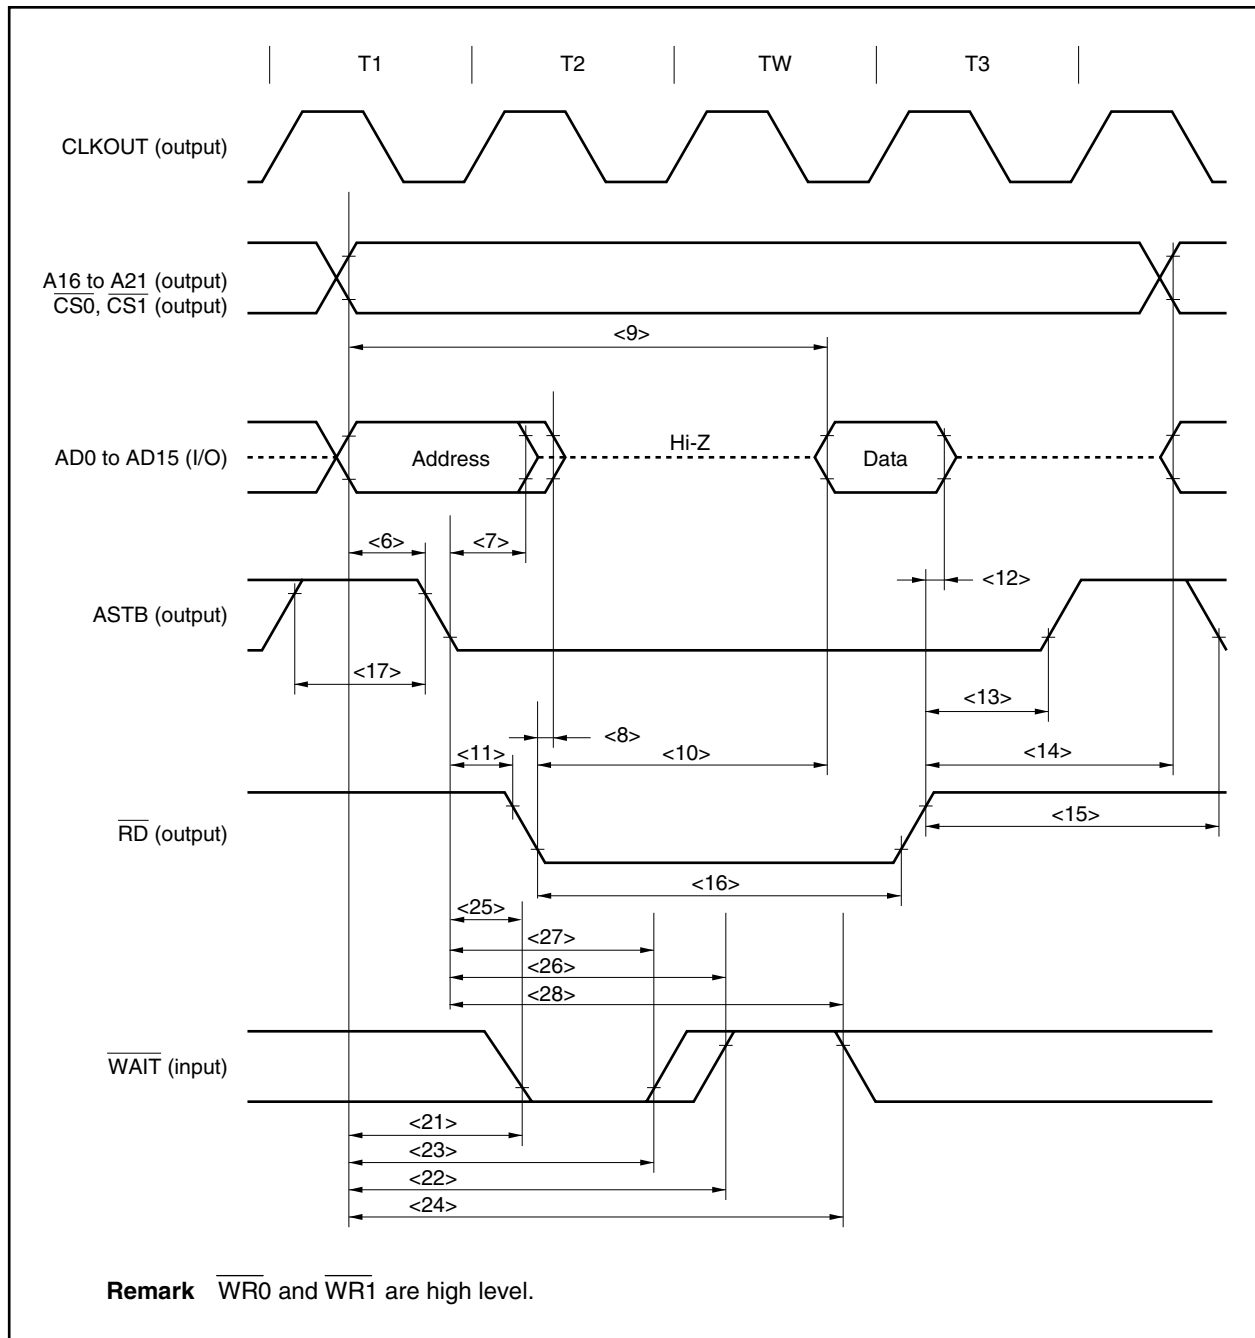 T1 T2 TW T3
CLKOUT (output)
A16 to A21 (output)
CS0, CS1 (output)
<9>
AD0 to AD15 (I/O)
Address
Hi-Z
Data
<6>
<7>
<12>
ASTB (output)
<17>
<13>
<8>
<11>
<10>
<14>
<15>
RD (output)
<16>
<25>
<27>
<26>
<28>
WAIT (input)
<21>
<23>
<22>
<24>
Remark WR0 and WR1 are high level.